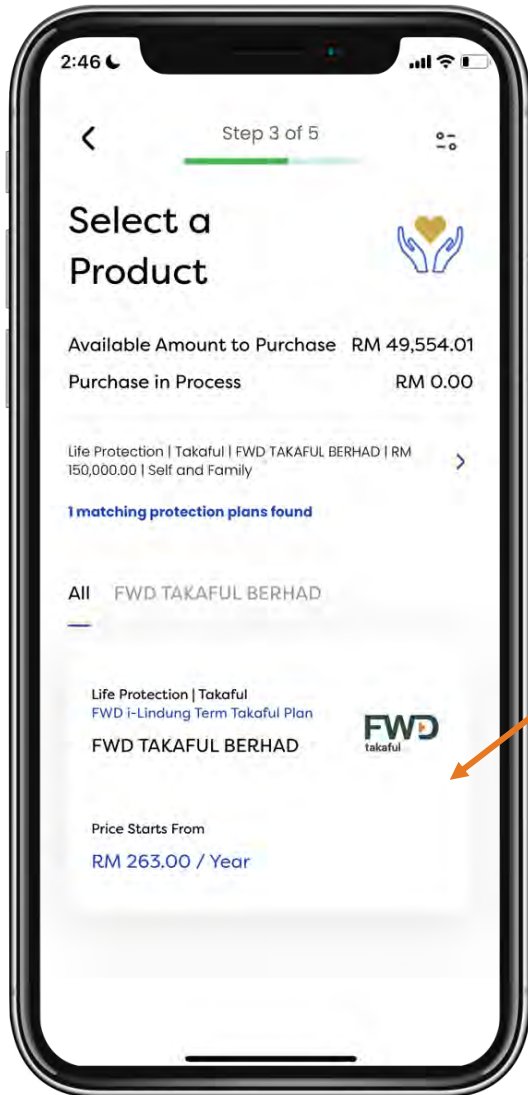 2:46
Step 3 of 5
Select a
Product
Available Amount to Purchase RM 49,554.01
Purchase in Process RM 0.00
Life Protection | Takaful | FWD TAKAFUL BERHAD | RM
150,000.00 | Self and Family
1 matching protection plans found
All FWD TAKAFUL BERHAD
Life Protection | Takaful
FWD i-Lindung Term Takaful Plan
FWD TAKAFUL BERHAD
FWD
takaful
Price Starts From
RM 263.00 / Year